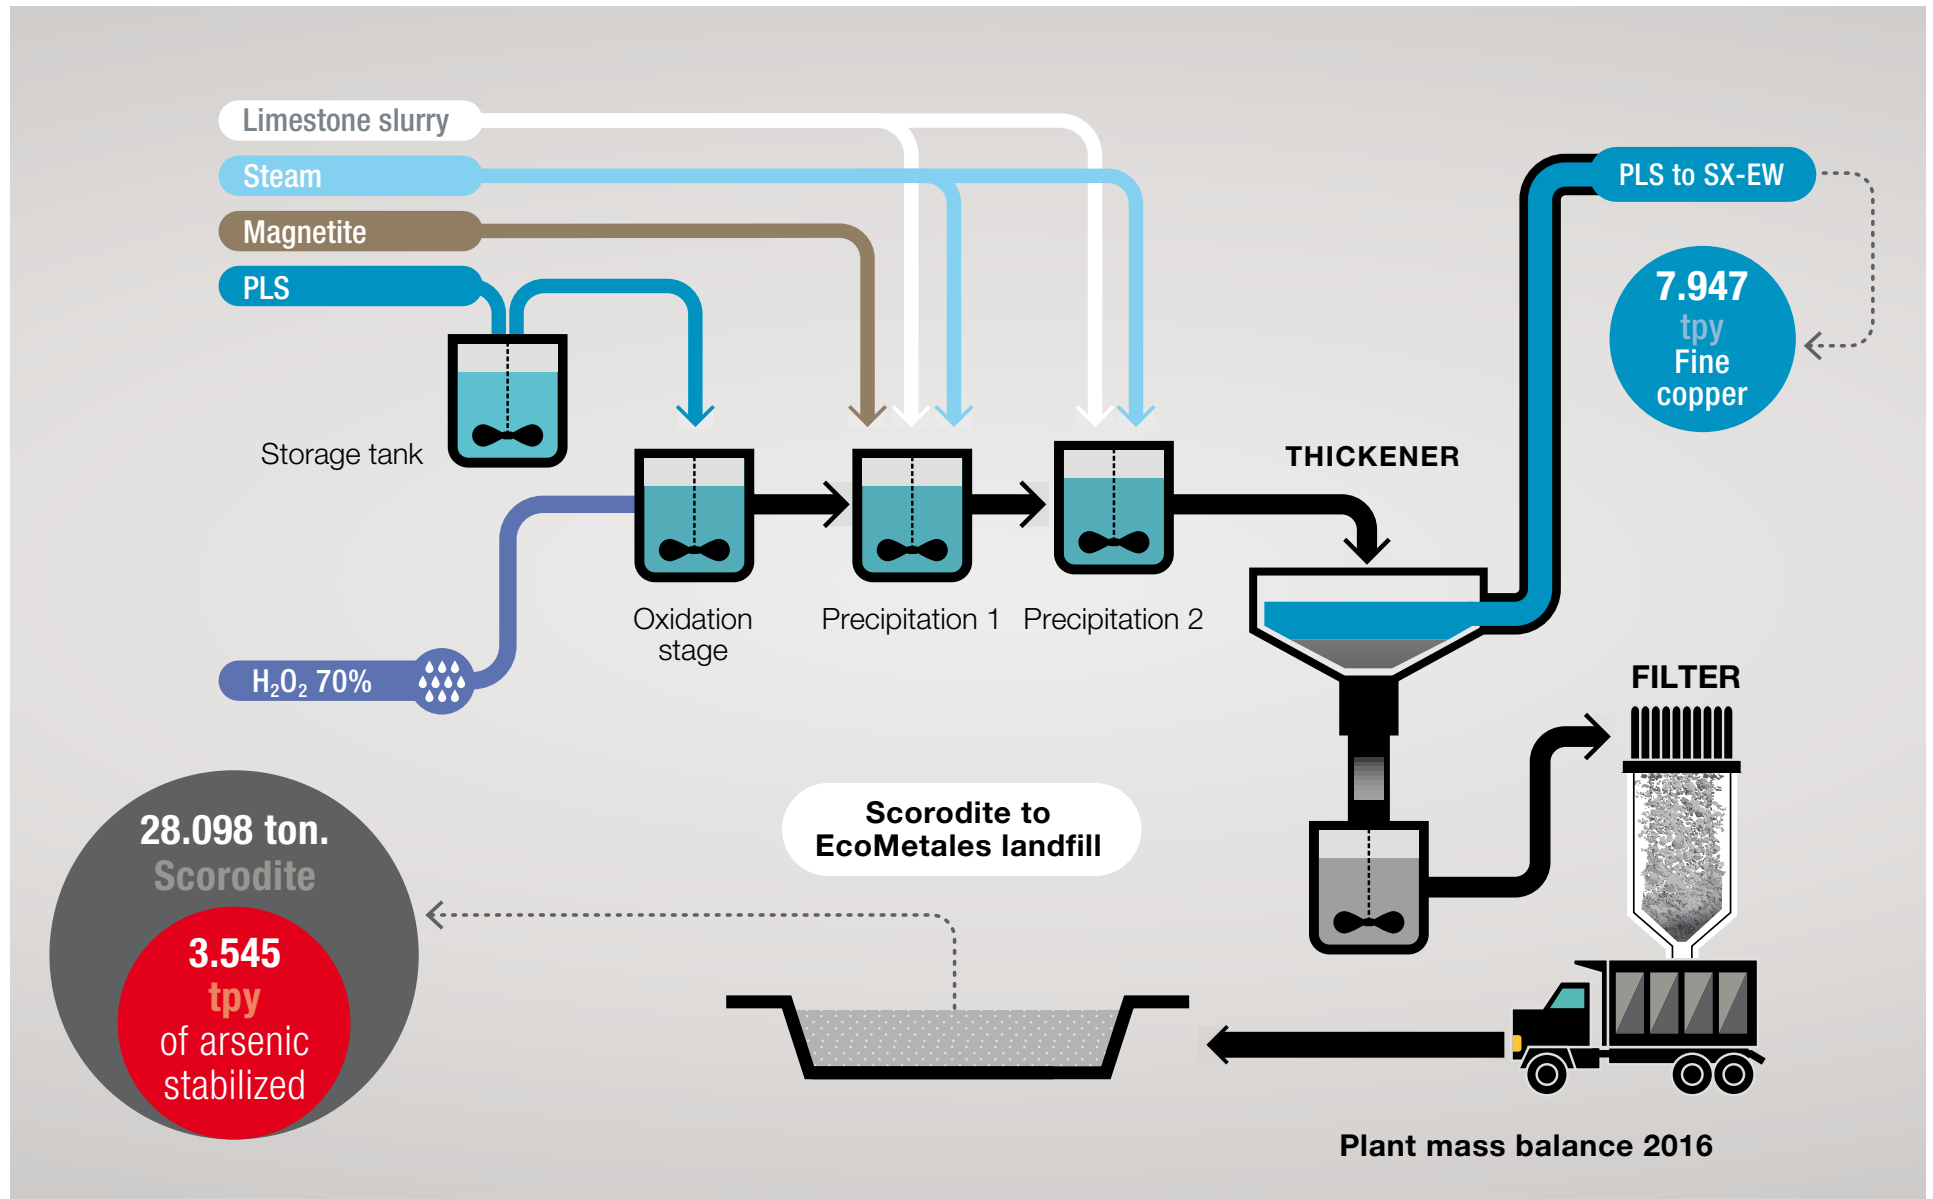 Limestone slurry
Steam
Magnetite
PLS
Storage tank
H₂O₂ 70%
Oxidation
stage
Precipitation 1
Precipitation 2
THICKENER
PLS to SX-EW
7.947
tpy
Fine
copper
FILTER
Scorodite to
EcoMetales landfill
28.098 ton.
Scorodite
3.545
tpy
of arsenic
stabilized
Plant mass balance 2016